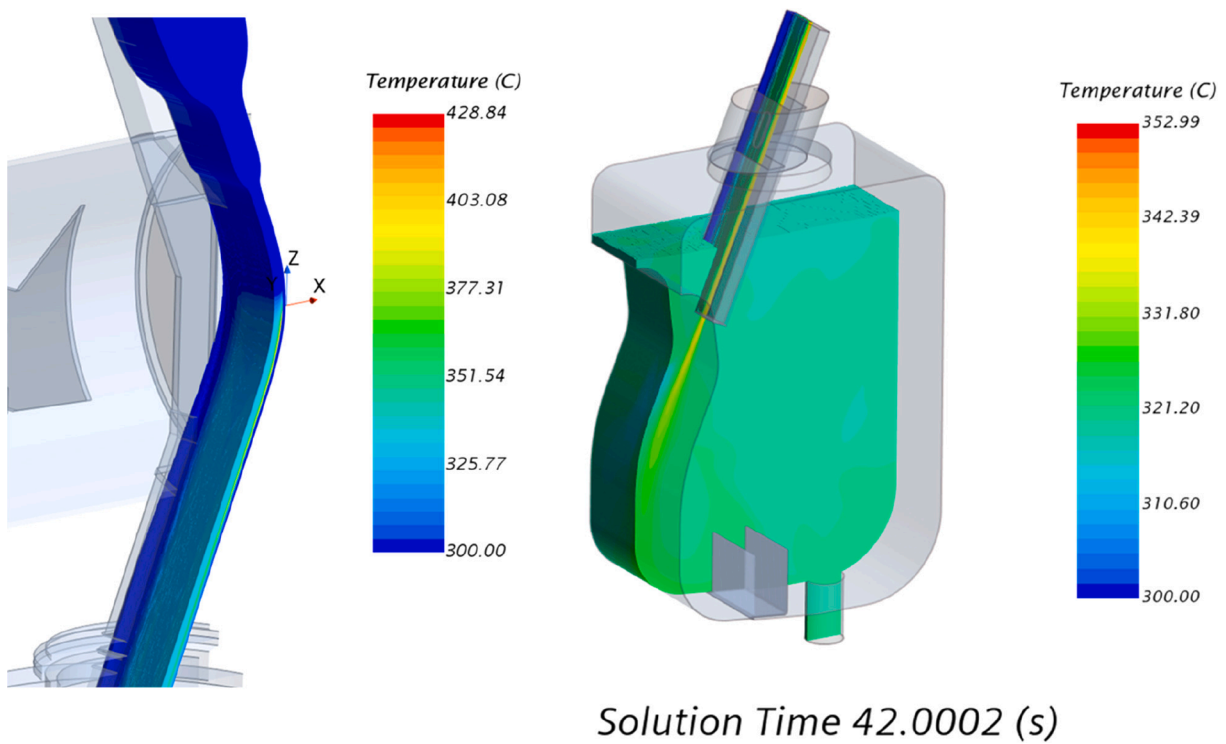 Temperature (C)
428.84
403.08
377.31
351.54
325.77
300.00
Z
Y
X
Temperature (C)
352.99
342.39
331.80
321.20
310.60
300.00
Solution Time 42.0002 (s)